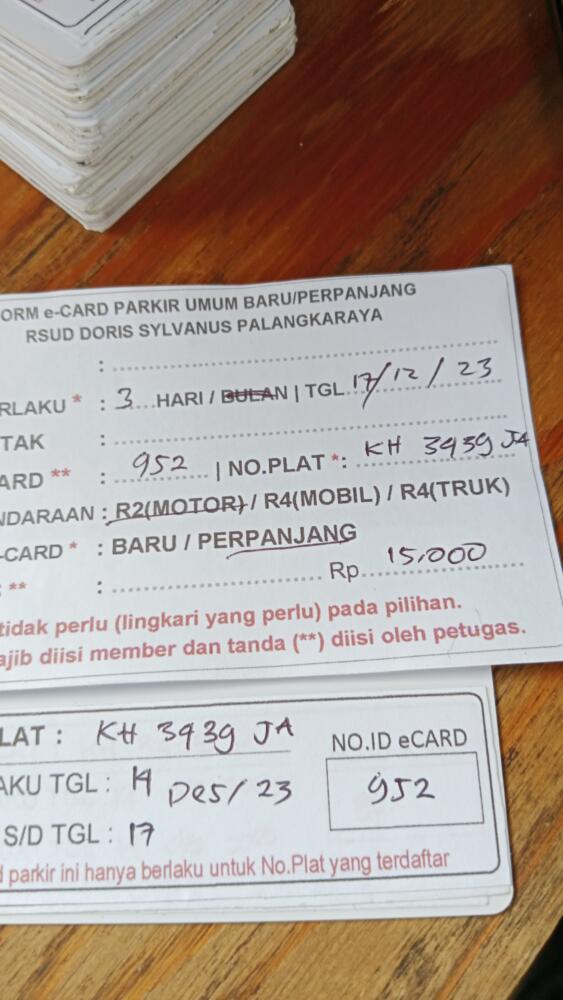 ORM e-CARD PARKIR UMUM BARU/PERPANJANG
RSUD DORIS SYLVANUS PALANGKARAYA
:
RLAKU * : 3 HARI / BULAN | TGL 17/12/23
TAK :
ARD ** : 952 | NO.PLAT *: KH 3939 JA
NDARAAN : R2(MOTOR) / R4(MOBIL) / R4(TRUK)
-CARD * : BARU / PERPANJANG
** : Rp 15.000
tidak perlu (lingkari yang perlu) pada pilihan.
ajib diisi member dan tanda (**) diisi oleh petugas.
LAT : KH 3939 JA
NO.ID eCARD
AKU TGL : 14 Des/23
952
S/D TGL : 17
d parkir ini hanya berlaku untuk No.Plat yang terdaftar